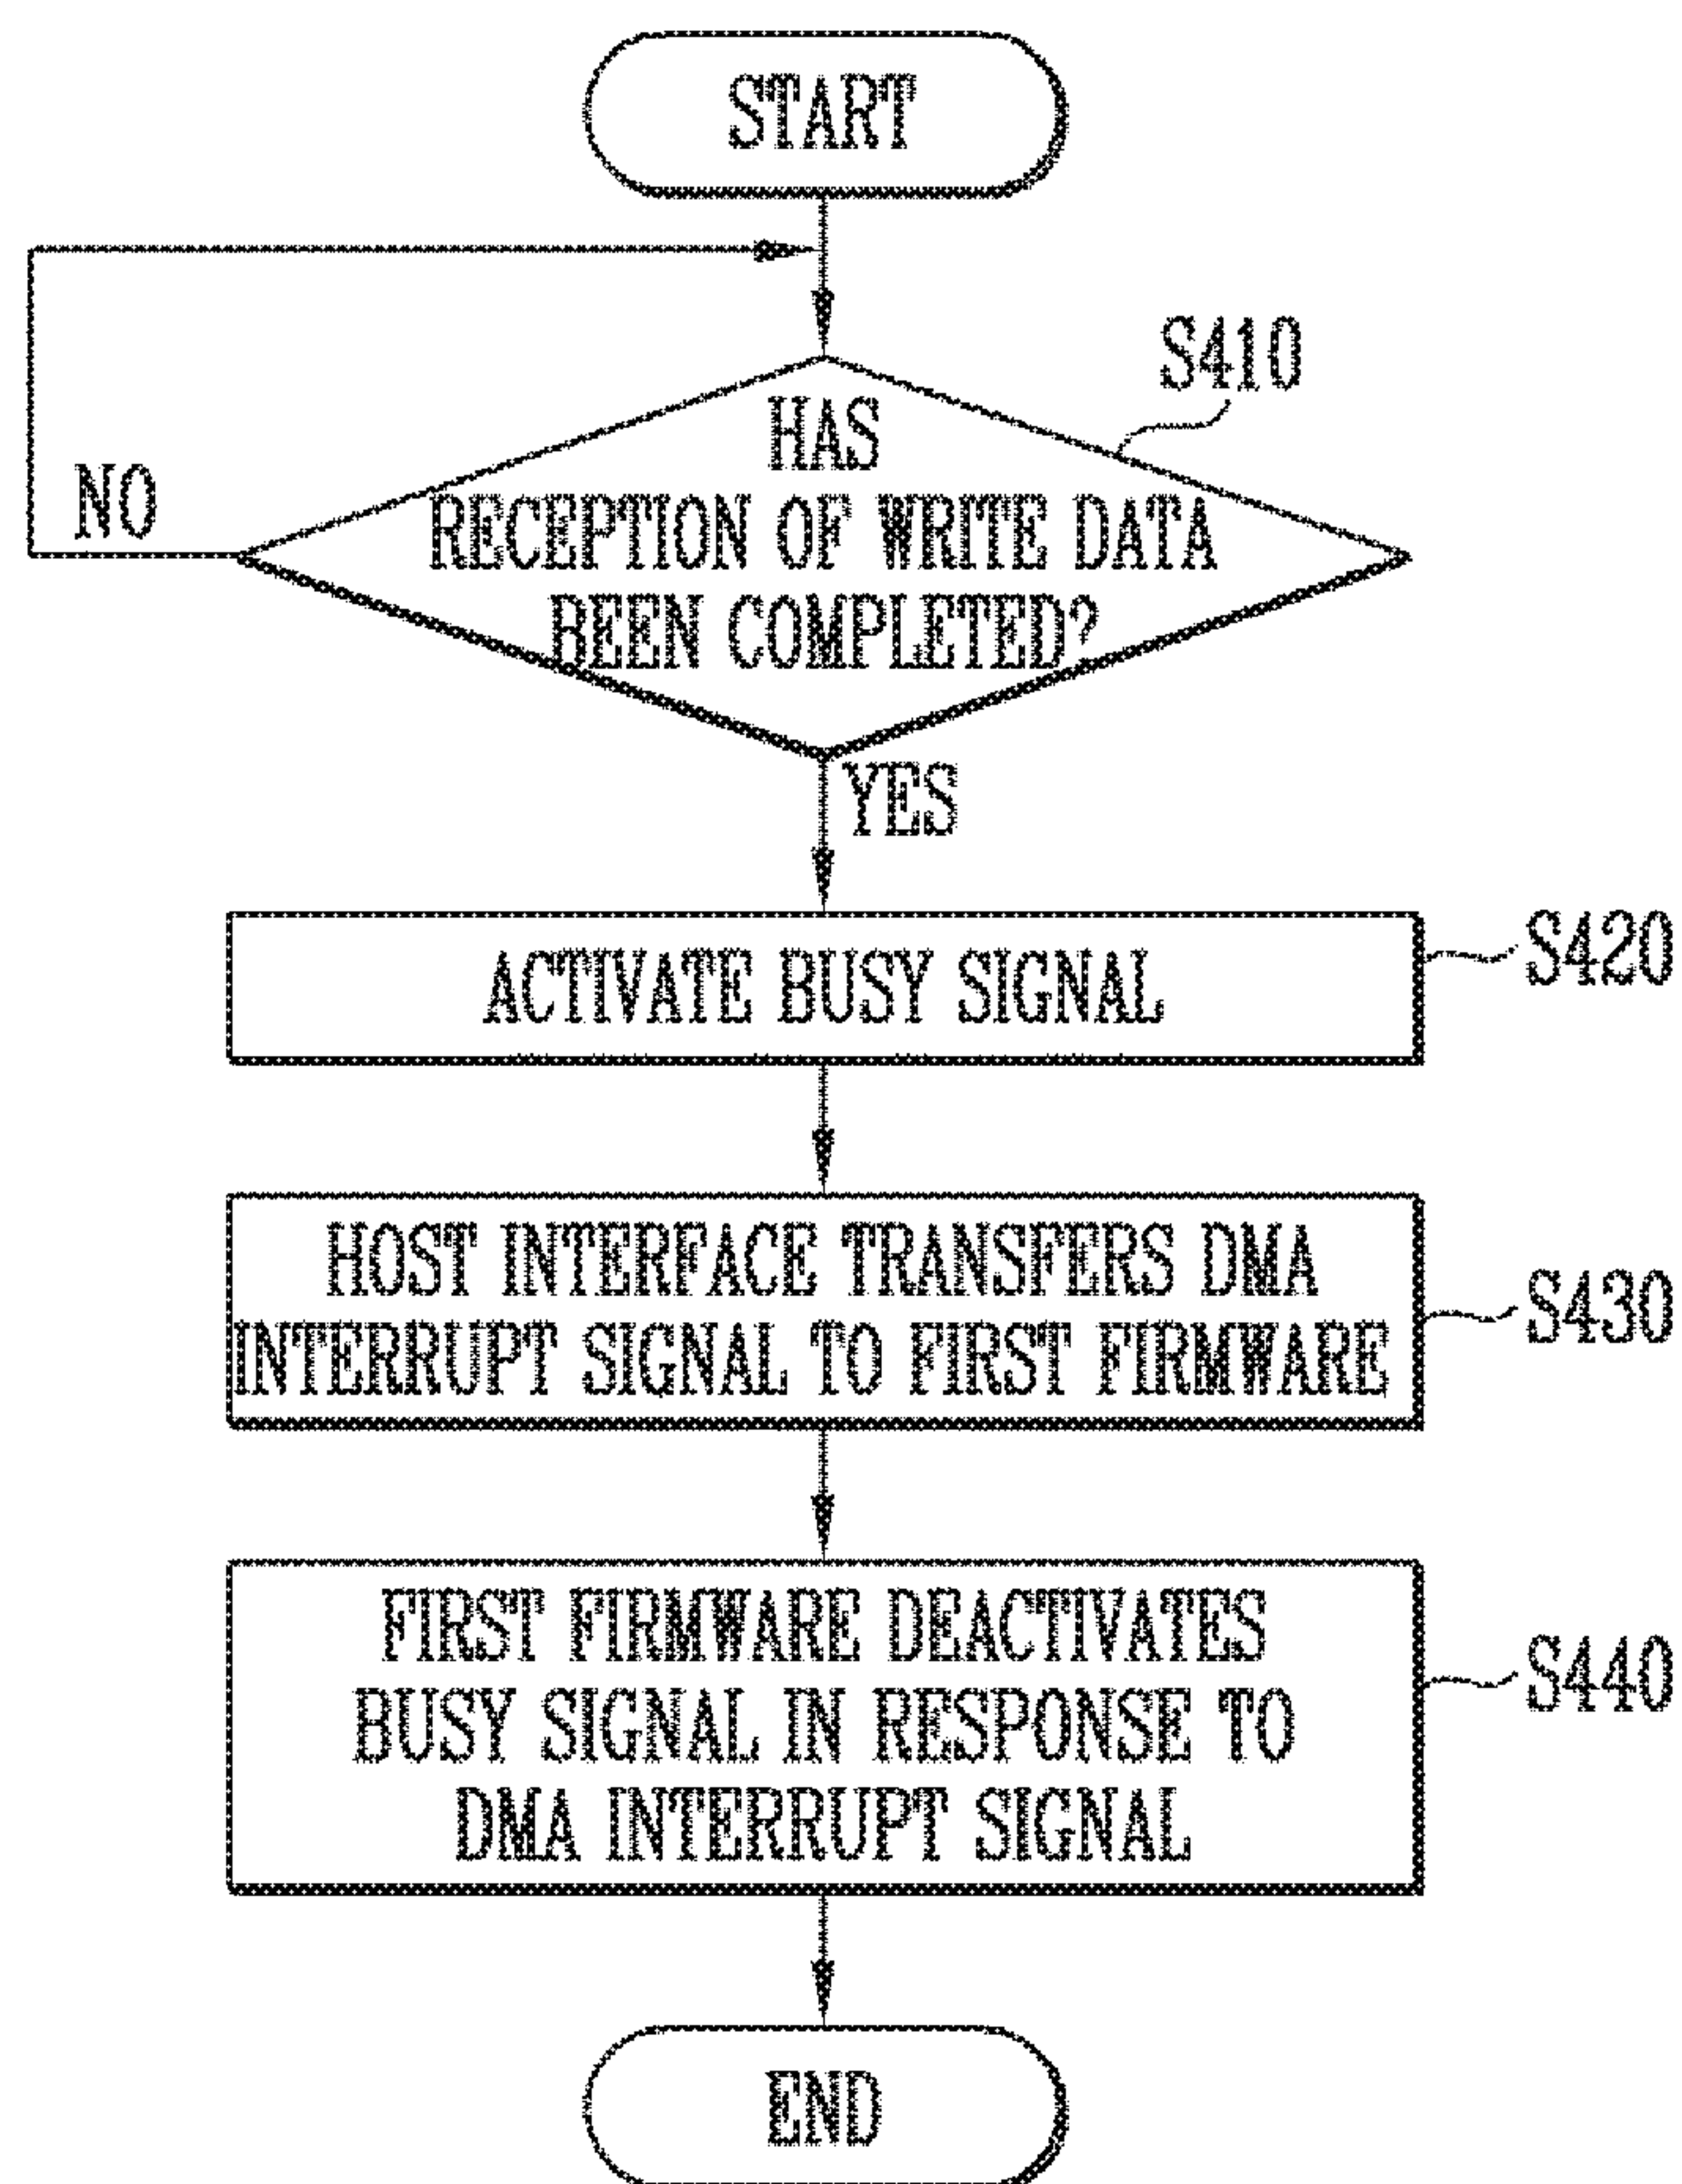 START
S410
HAS
RECEPTION OF WRITE DATA
BEEN COMPLETED?
NO
YES
ACTIVATE BUSY SIGNAL
S420
HOST INTERFACE TRANSFERS DMA
INTERRUPT SIGNAL TO FIRST FIRMWARE
S430
FIRST FIRMWARE DEACTIVATES
BUSY SIGNAL IN RESPONSE TO
DMA INTERRUPT SIGNAL
S440
END